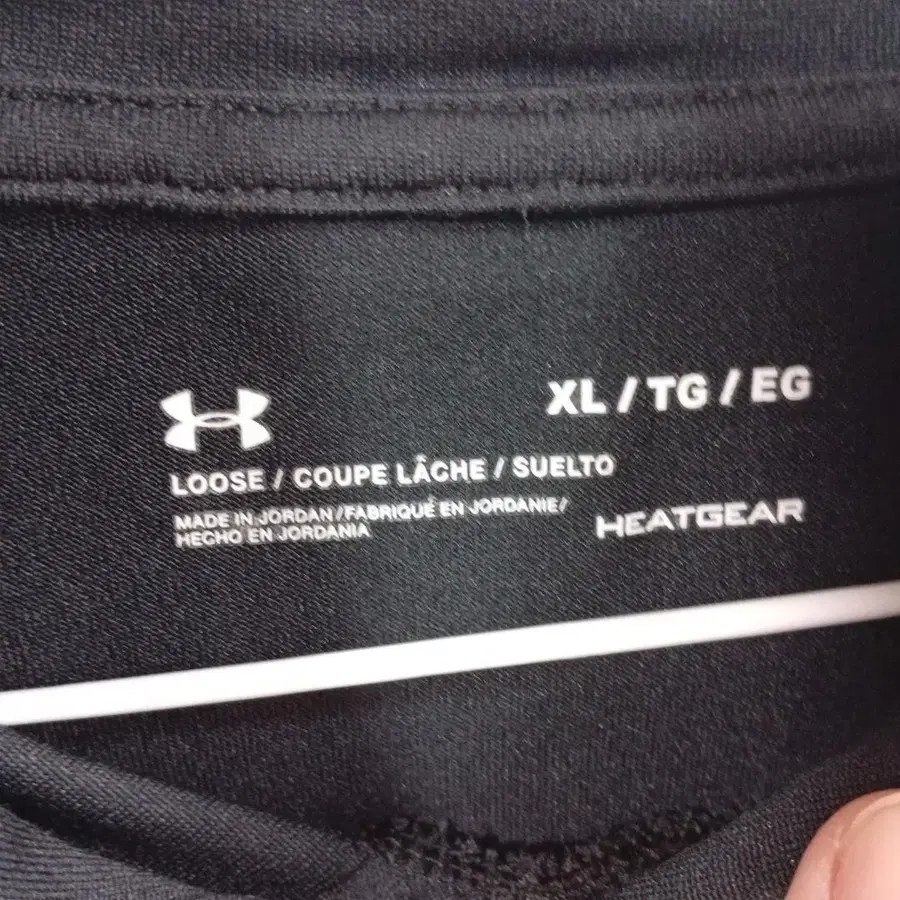 XL / TG / EG
LOOSE / COUPE LÂCHE / SUELTO
MADE IN JORDAN/FABRIQUÉ EN JORDANIE/
HECHO EN JORDANIA
HEATGEAR